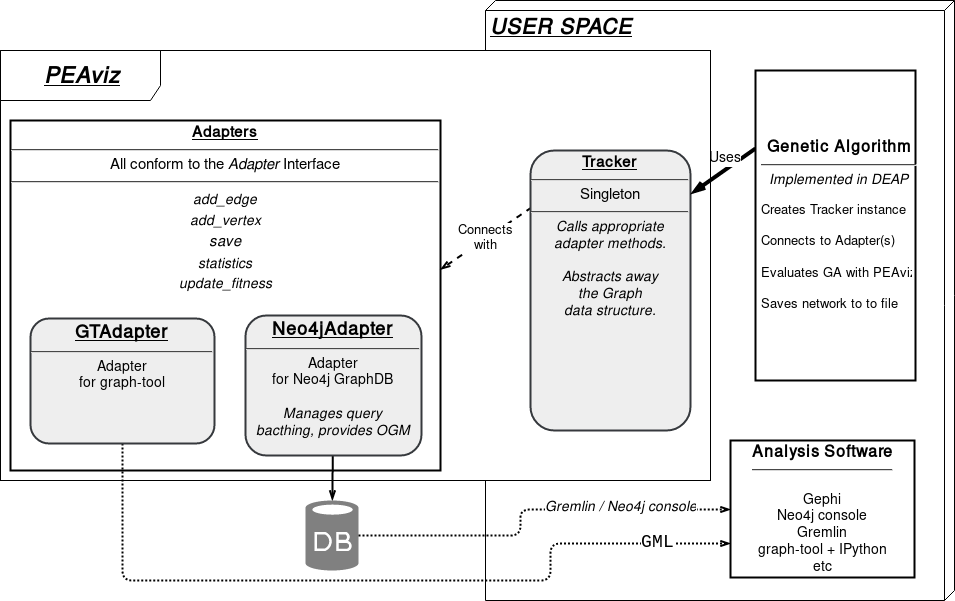 USER SPACE
PEAviz
Adapters
All conform to the Adapter Interface
add_edge
add_vertex
save
statistics
update_fitness
GTAdapter
Adapter
for graph-tool
Neo4jAdapter
Adapter
for Neo4j GraphDB
Manages query
bacthing, provides OGM
Connects
with
Tracker
Singleton
Calls appropriate
adapter methods.
Abstracts away
the Graph
data structure.
Uses
Genetic Algorithm
Implemented in DEAP
Creates Tracker instance
Connects to Adapter(s)
Evaluates GA with PEAviz
Saves network to to file
DB
Gremlin / Neo4j console
GML
Analysis Software
Gephi
Neo4j console
Gremlin
graph-tool + IPython
etc